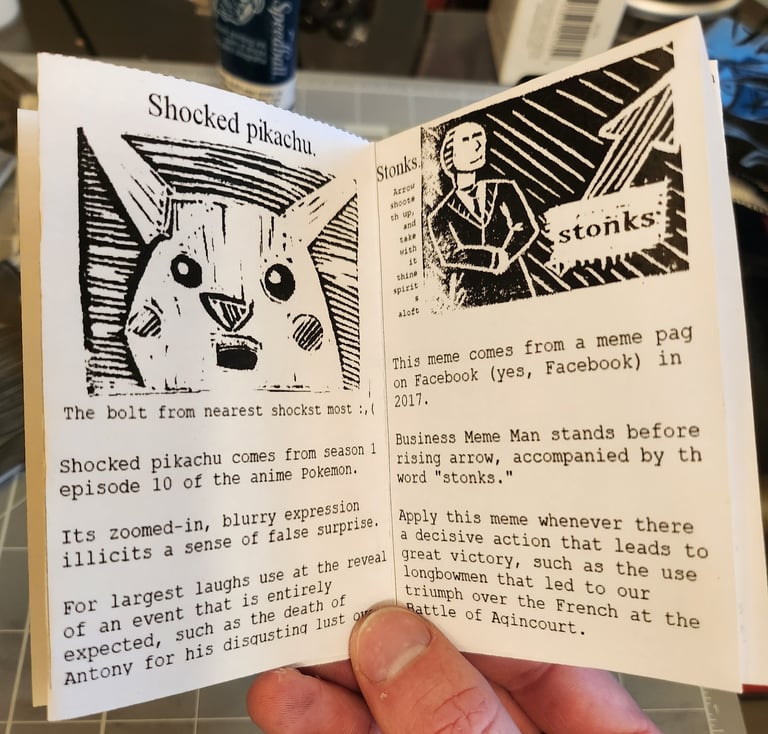 Shocked pikachu.
The bolt from nearest shockst most :,(
Shocked pikachu comes from season 1
episode 10 of the anime Pokemon.
Its zoomed-in, blurry expression
illicits a sense of false surprise.
For largest laughs use at the reveal
of an event that is entirely
expected, such as the death of
Antony for his disgusting lust
Stonks.
Arrow
shoote
th up,
and
take
with
it
thine
spirit
s
aloft
stonks
This meme comes from a meme pag
on Facebook (yes, Facebook) in
2017.
Business Meme Man stands before
rising arrow, accompanied by th
word "stonks."
Apply this meme whenever there
a decisive action that leads to
great victory, such as the use
longbowmen that led to our
triumph over the French at the
Battle of Agincourt.